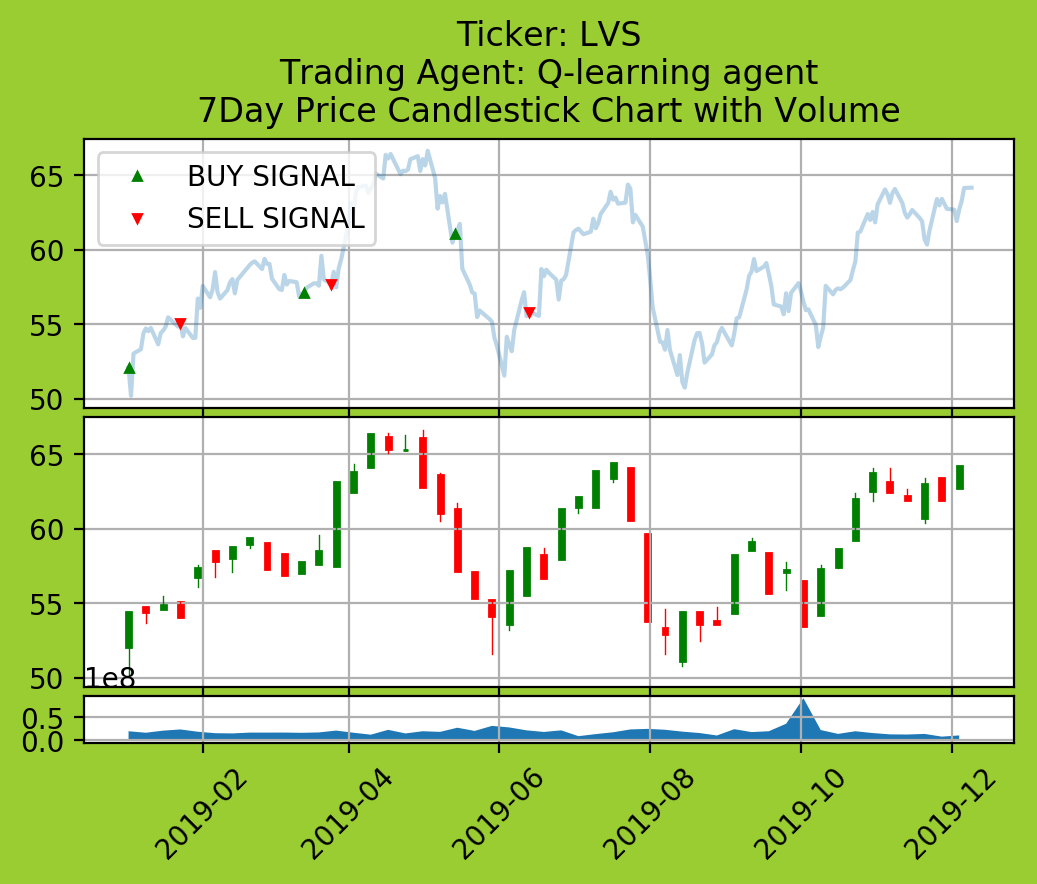 Ticker: LVS
Trading Agent: Q-learning agent
7Day Price Candlestick Chart with Volume
BUY SIGNAL
SELL SIGNAL
65
60
55
50
65
60
55
50
1e8
0.5
0.0
2019-02
2019-04
2019-06
2019-08
2019-10
2019-12